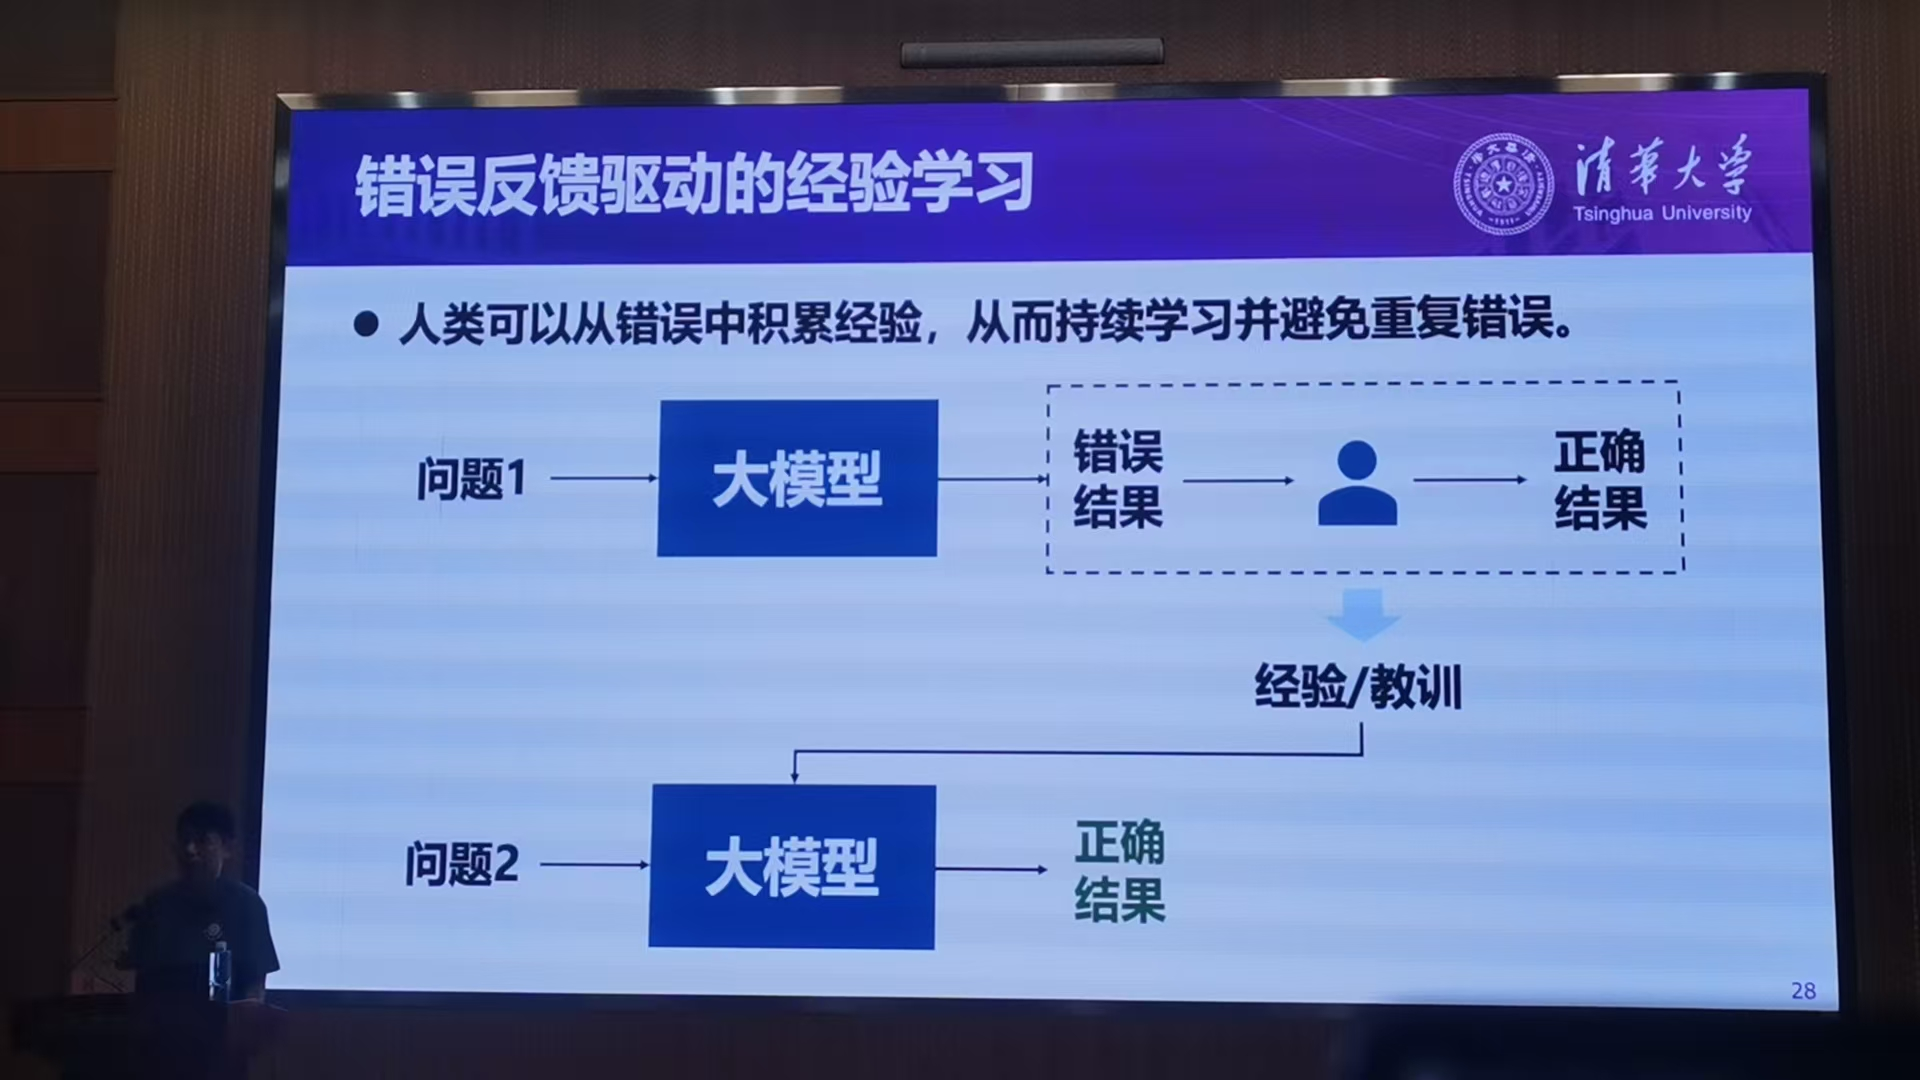 错误反馈驱动的经验学习
清华大学
Tsinghua University
● 人类可以从错误中积累经验，从而持续学习并避免重复错误。
问题1
大模型
错误
结果
正确
结果
经验/教训
问题2
大模型
正确
结果
28